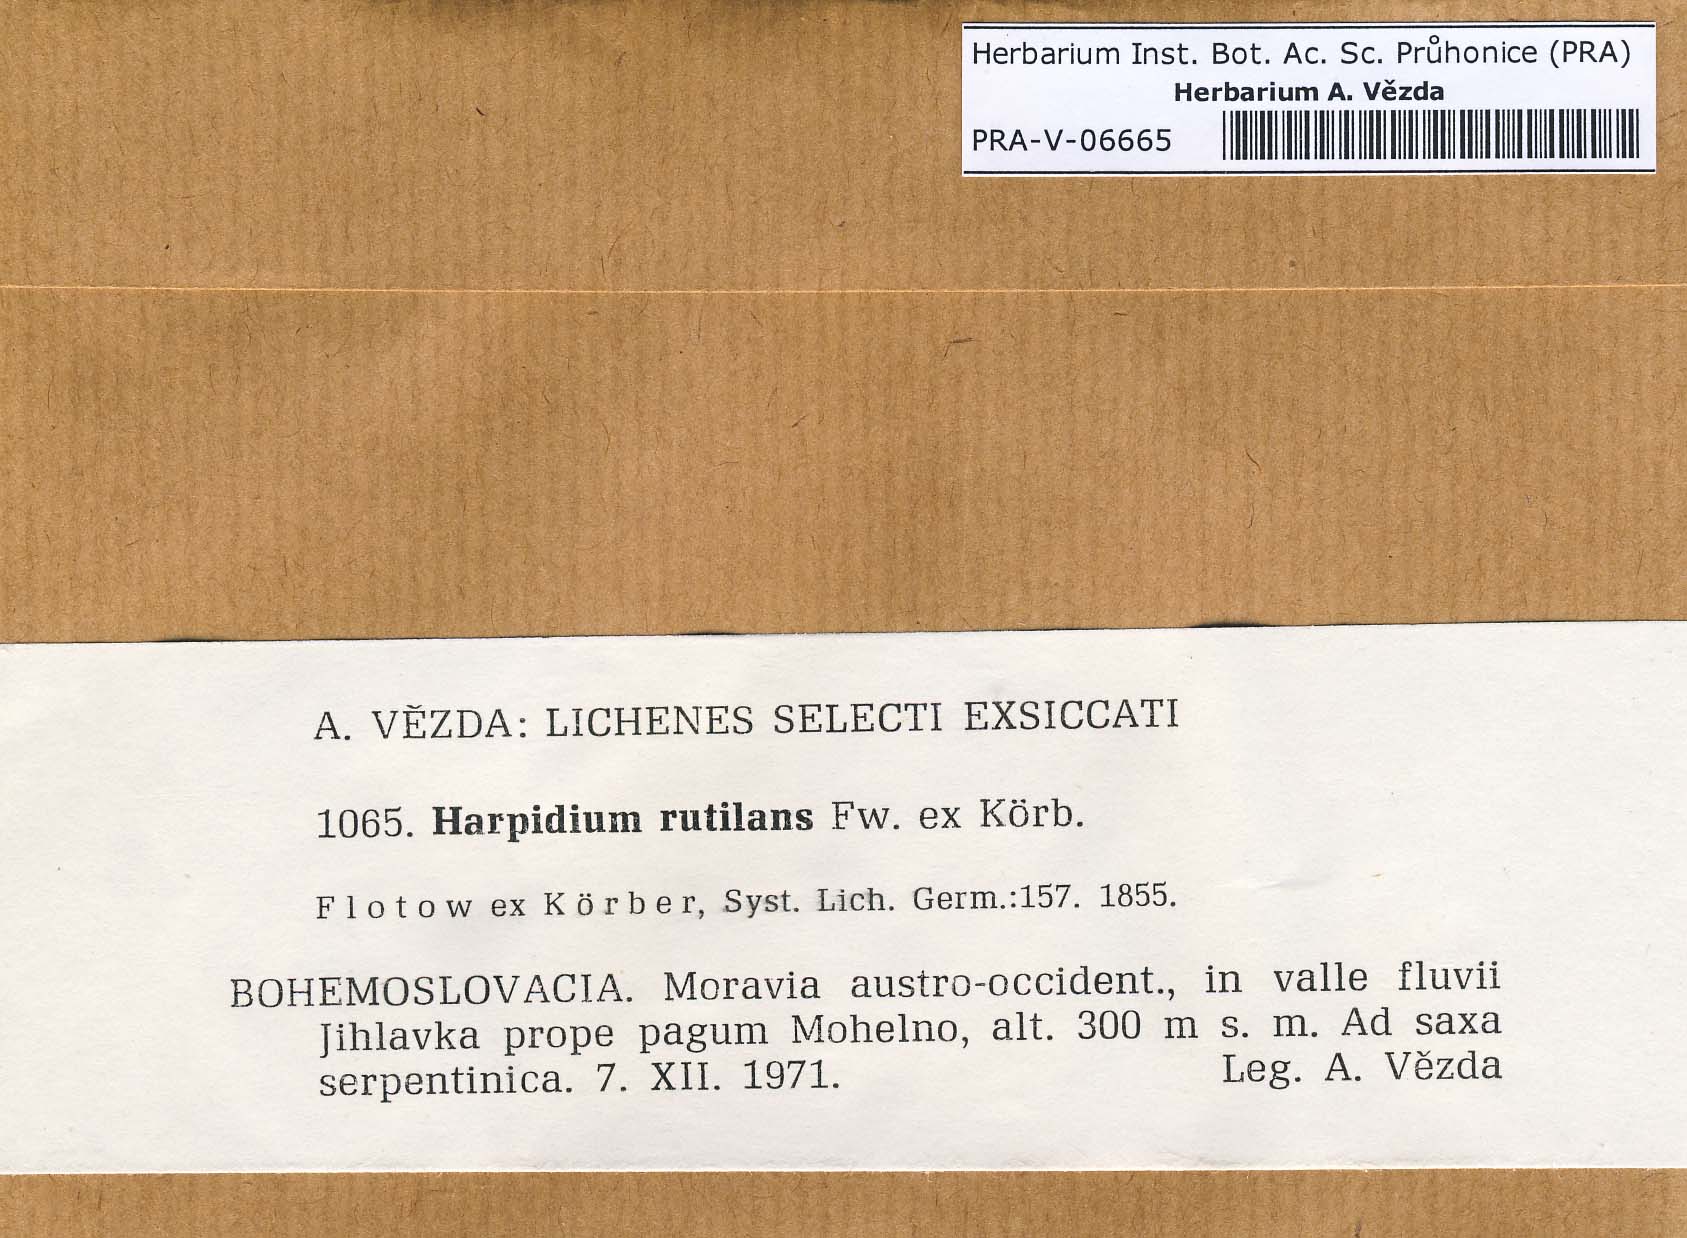 Herbarium Inst. Bot. Ac. Sc. Průhonice (PRA)
Herbarium A. Vězda
PRA-V-06665
A. VĚZDA: LICHENES SELECTI EXSICCATI
1065. Harpidium rutilans Fw. ex Körb.
Flotow ex Körber, Syst. Lich. Germ.:157. 1855.
BOHEMOSLOVACIA. Moravia austro-occident., in valle fluvii
Jihlavka prope pagum Mohelno, alt. 300 m s. m. Ad saxa
serpentinica. 7. XII. 1971. Leg. A. Vězda